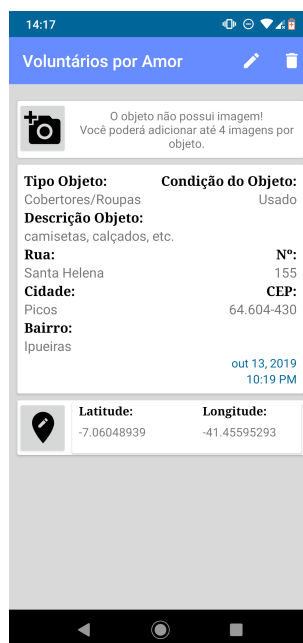 14:17
Voluntários por Amor
O objeto não possui imagem!
Você poderá adicionar até 4 imagens por
objeto.
Tipo Objeto: Condição do Objeto:
Cobertores/Roupas Usado
Descrição Objeto:
camisetas, calçados, etc.
Rua: Nº:
Santa Helena 155
Cidade: CEP:
Picos 64.604-430
Bairro:
Ipueiras
out 13, 2019
10:19 PM
Latitude: Longitude:
-7.06048939 -41.45595293